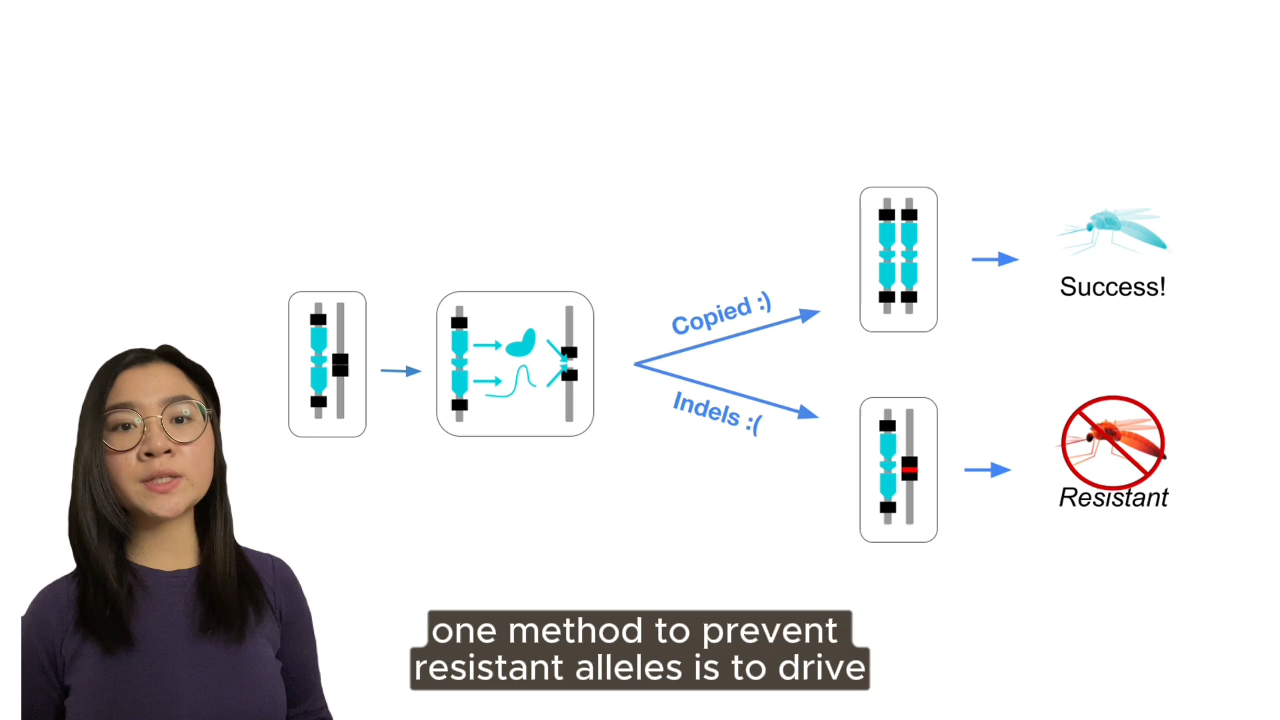 Copied :)
Success!
Indels :(
Resistant
one method to prevent
resistant alleles is to drive